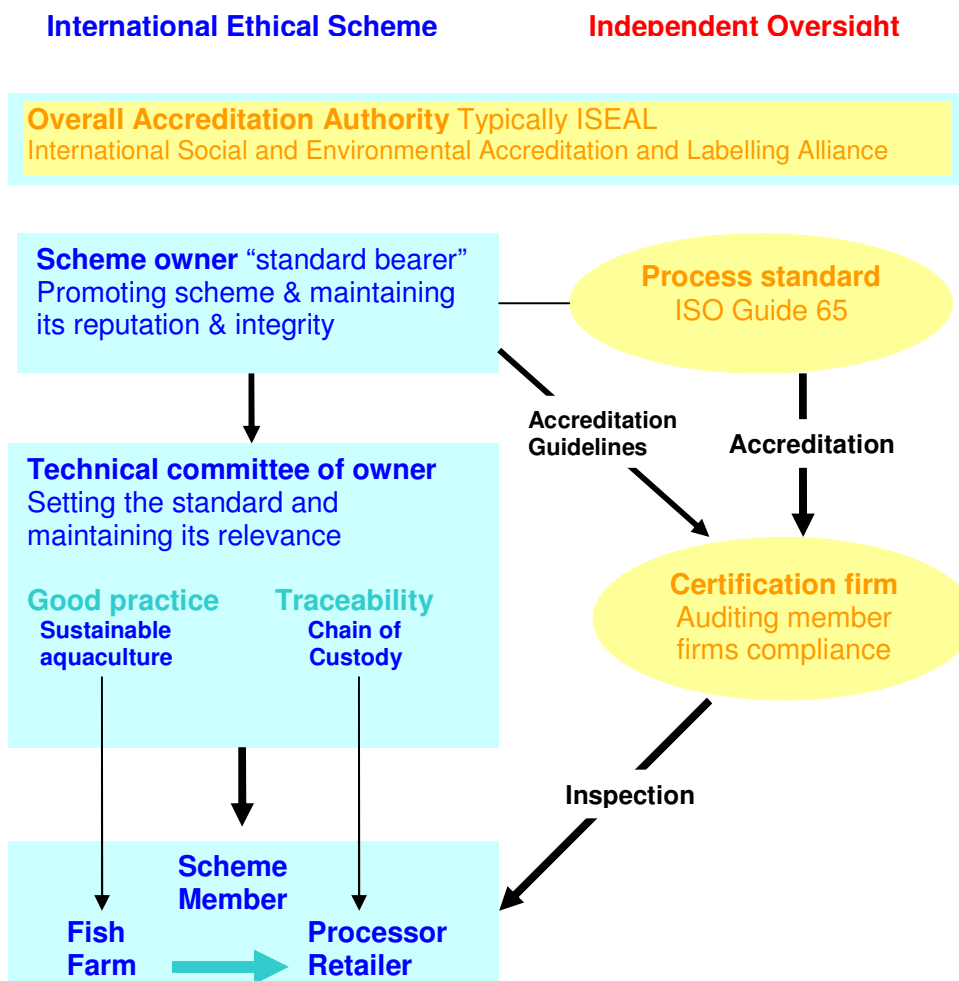 International Ethical Scheme
Independent Oversight
Overall Accreditation Authority Typically ISEAL
International Social and Environmental Accreditation and Labelling Alliance
Scheme owner “standard bearer”
Promoting scheme & maintaining
its reputation & integrity
Process standard
ISO Guide 65
Accreditation
Guidelines
Accreditation
Technical committee of owner
Setting the standard and
maintaining its relevance
Good practice
Sustainable
aquaculture
Traceability
Chain of
Custody
Certification firm
Auditing member
firms compliance
Inspection
Scheme
Member
Fish
Farm
Processor
Retailer